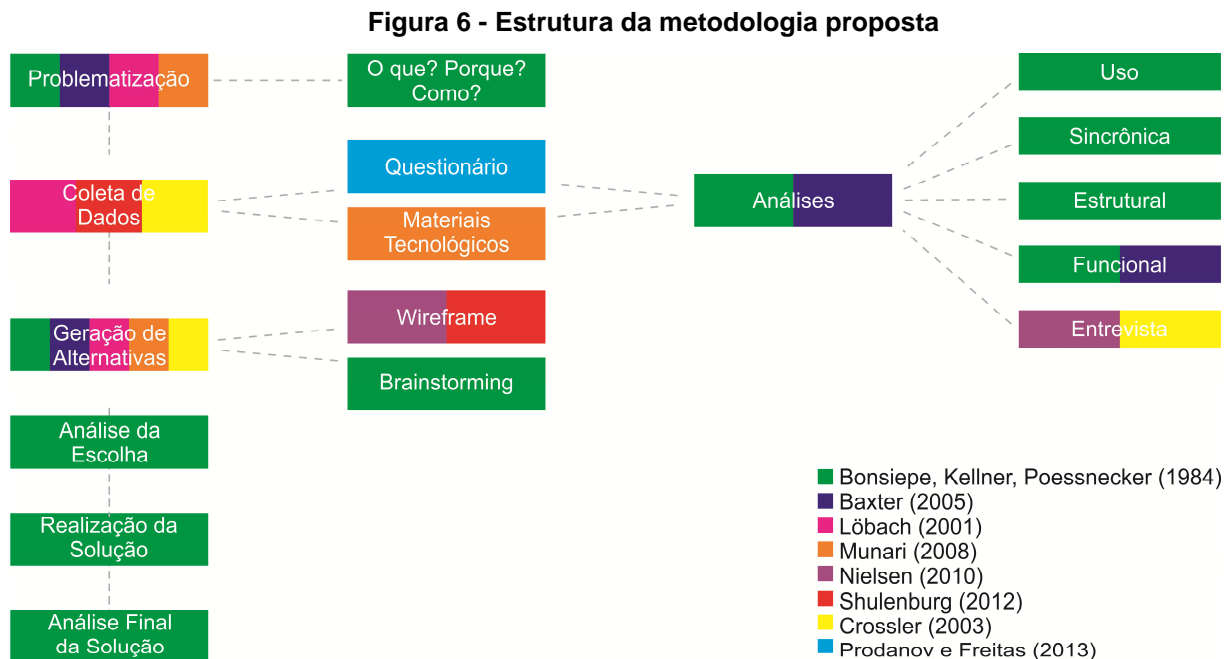 Figura 6 - Estrutura da metodologia proposta
Problematização
O que? Porque?
Como?
Coleta de
Dados
Questionário
Materiais
Tecnológicos
Geração de
Alternativas
Wireframe
Brainstorming
Análise da
Escolha
Realização da
Solução
Análise Final
da Solução
Análises
Uso
Sincrônica
Estrutural
Funcional
Entrevista
Bonsiepe, Kellner, Poessnecker (1984)
Baxter (2005)
Löbach (2001)
Munari (2008)
Nielsen (2010)
Shulenburg (2012)
Crossler (2003)
Prodanov e Freitas (2013)